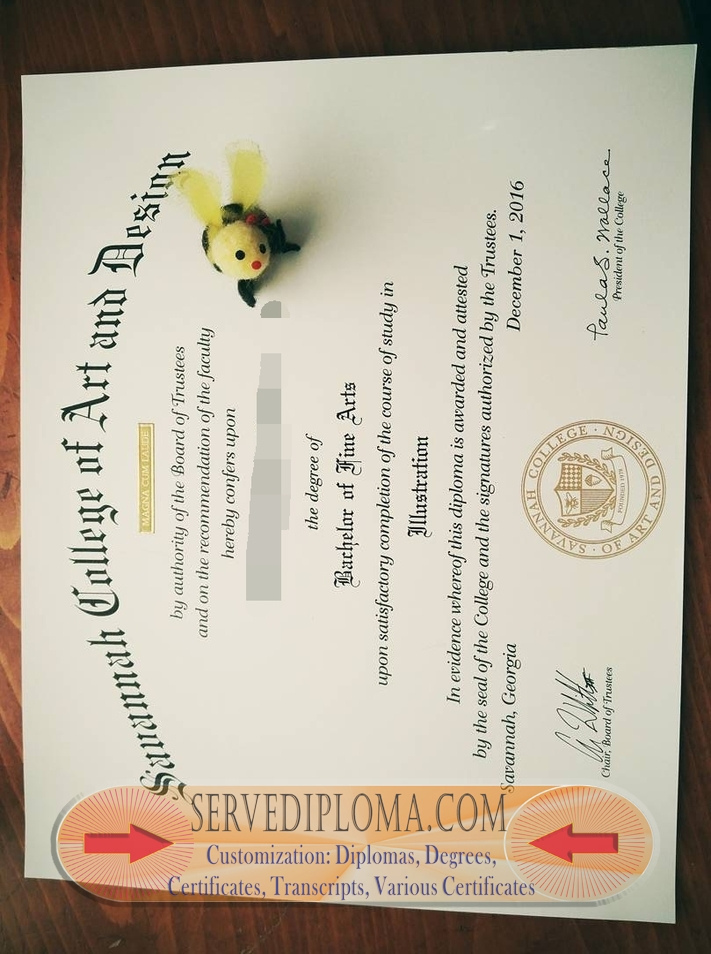 Savannah College of Art and Design
MAGNA CUM LAUDE
by authority of the Board of Trustees
and on the recommendation of the faculty
hereby confers upon
the degree of
Bachelor of Fine Arts
upon satisfactory completion of the course of study in
Illustration
In evidence whereof this diploma is awarded and attested
by the seal of the College and the signatures authorized by the Trustees.
Savannah, Georgia
December 1, 2016
Chair, Board of Trustees
SAVANNAH COLLEGE · OF ART AND DESIGN ·
FOUNDED 1978
Paula S. Wallace
President of the College
SERVEDIPLOMA.COM
Customization: Diplomas, Degrees,
Certificates, Transcripts, Various Certificates